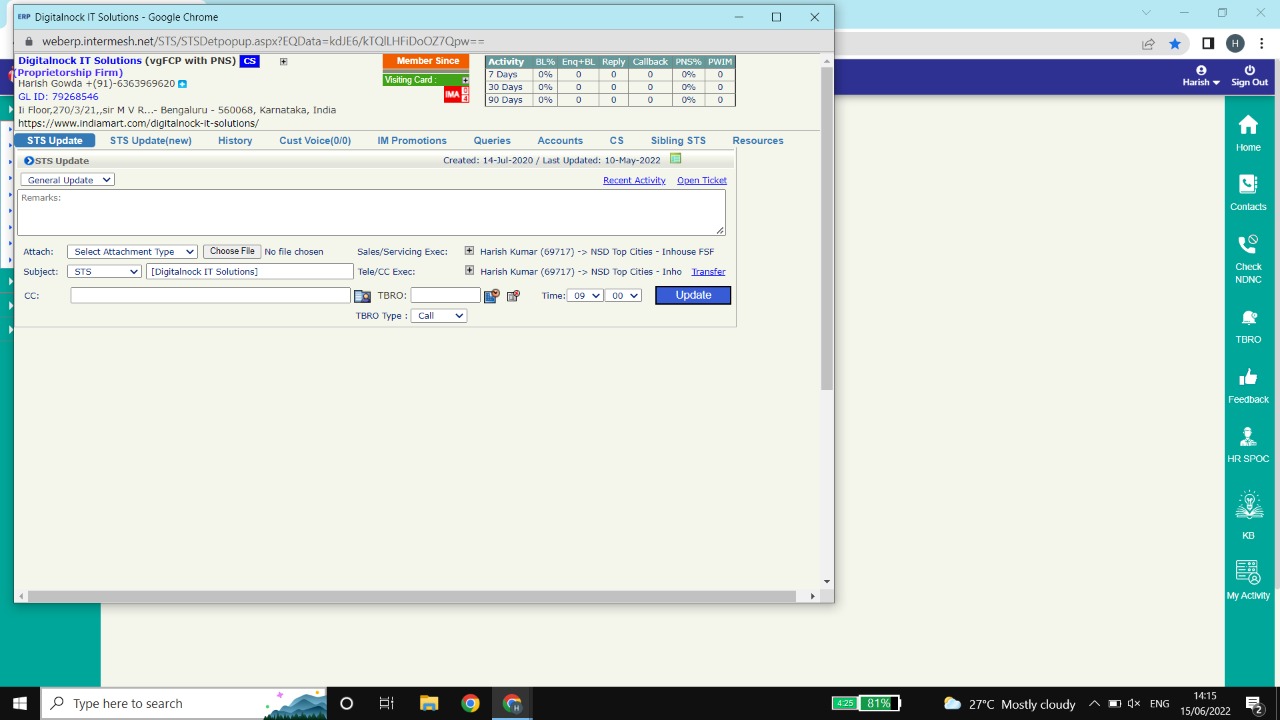 ERP Digitalnock IT Solutions - Google Chrome
weberp.intermesh.net/STS/STSDetpopup.aspx?EQData=kdJE6/kTQlLHFiDoOZ7Qpw==
Digitalnock IT Solutions (vgFCP with PNS) CS
(Proprietorship Firm)
Harish Gowda +(91)-6363969620
GL ID: 79268546
Ii Floor,270/3/21,,sir M V R...- Bengaluru - 560068, Karnataka, India
https://www.indiamart.com/digitalnock-it-solutions/
Member Since
Visiting Card :
IMA
Activity BL% Enq+BL Reply Callback PNS% PWIM
7 Days 0% 0 0 0 0% 0
30 Days 0% 0 0 0 0% 0
90 Days 0% 0 0 0 0% 0
STS Update STS Update(new) History Cust Voice(0/0) IM Promotions Queries Accounts CS Sibling STS Resources
STS Update Created: 14-Jul-2020 / Last Updated: 10-May-2022
General Update Recent Activity Open Ticket
Remarks:
Attach: Select Attachment Type Choose File No file chosen Sales/Servicing Exec: Harish Kumar (69717) -> NSD Top Cities - Inhouse FSF
Subject: STS [Digitalnock IT Solutions] Tele/CC Exec: Harish Kumar (69717) -> NSD Top Cities - Inho Transfer
CC: TBRO: Time: 09 00 Update
TBRO Type : Call
H
Harish Sign Out
Home
Contacts
Check
NDNC
TBRO
Feedback
HR SPOC
KB
My Activity
Type here to search
4:25 81%
27°C Mostly cloudy
ENG
14:15
15/06/2022
2